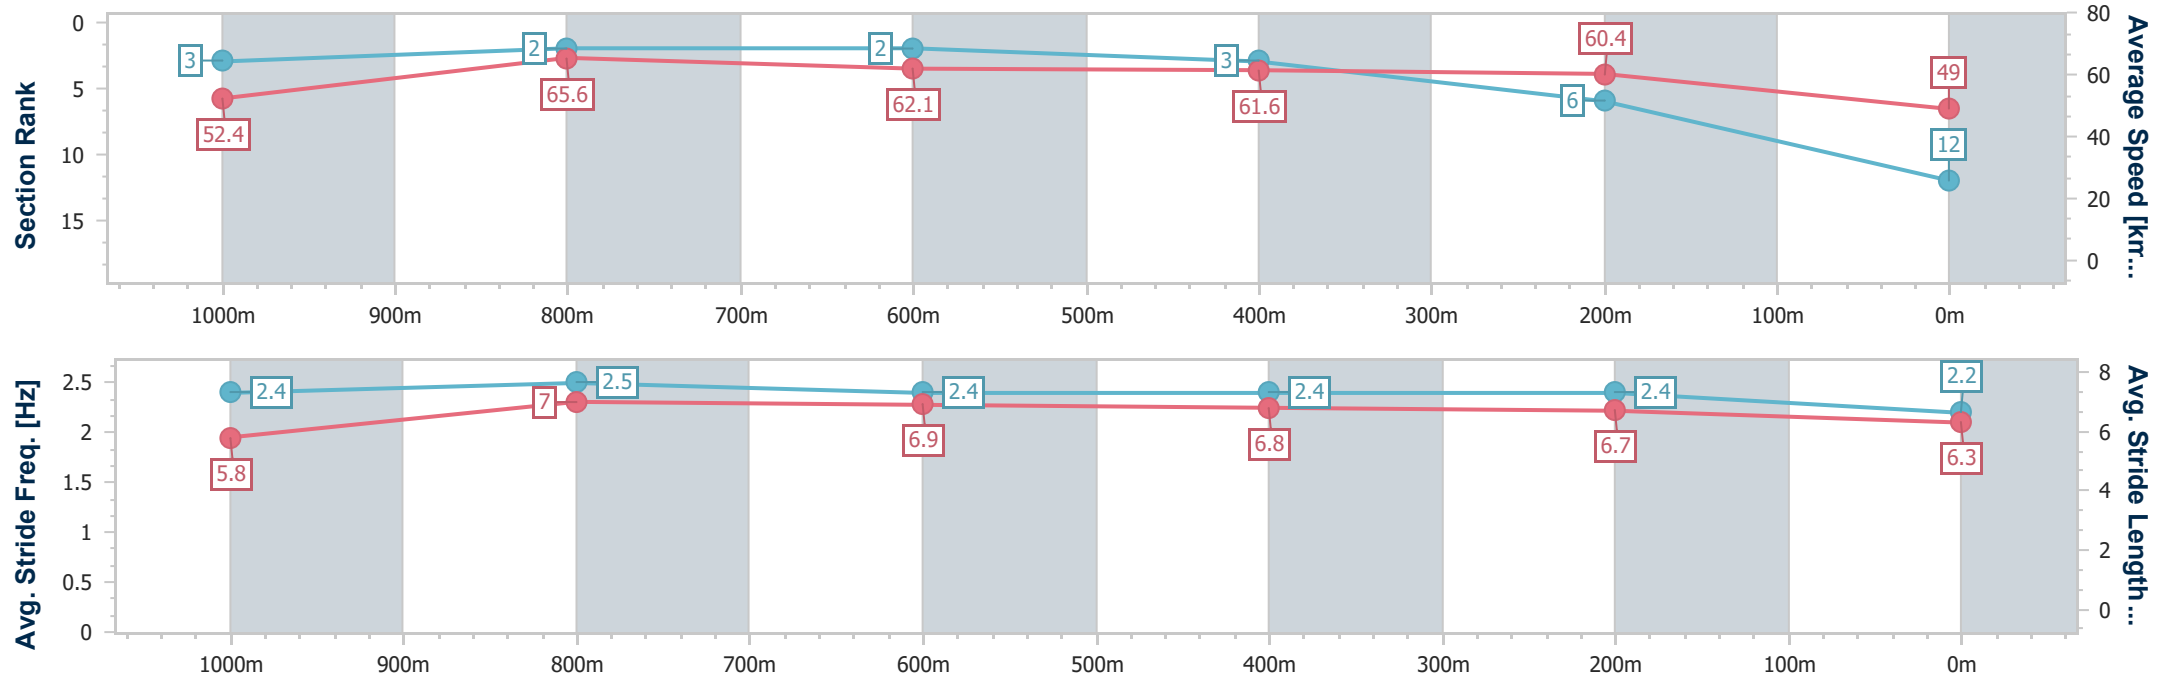 Section Rank
0
5
10
15
3
2
2
3
6
12
52.4
65.6
62.1
61.6
60.4
49
80
60
40
20
0
Average Speed [km...
1000m
900m
800m
700m
600m
500m
400m
300m
200m
100m
0m
Avg. Stride Freq. [Hz]
2.5
2
1.5
1
0.5
0
2.4
2.5
2.4
2.4
2.4
2.2
5.8
7
6.9
6.8
6.7
6.3
8
6
4
2
0
Avg. Stride Length...
1000m
900m
800m
700m
600m
500m
400m
300m
200m
100m
0m